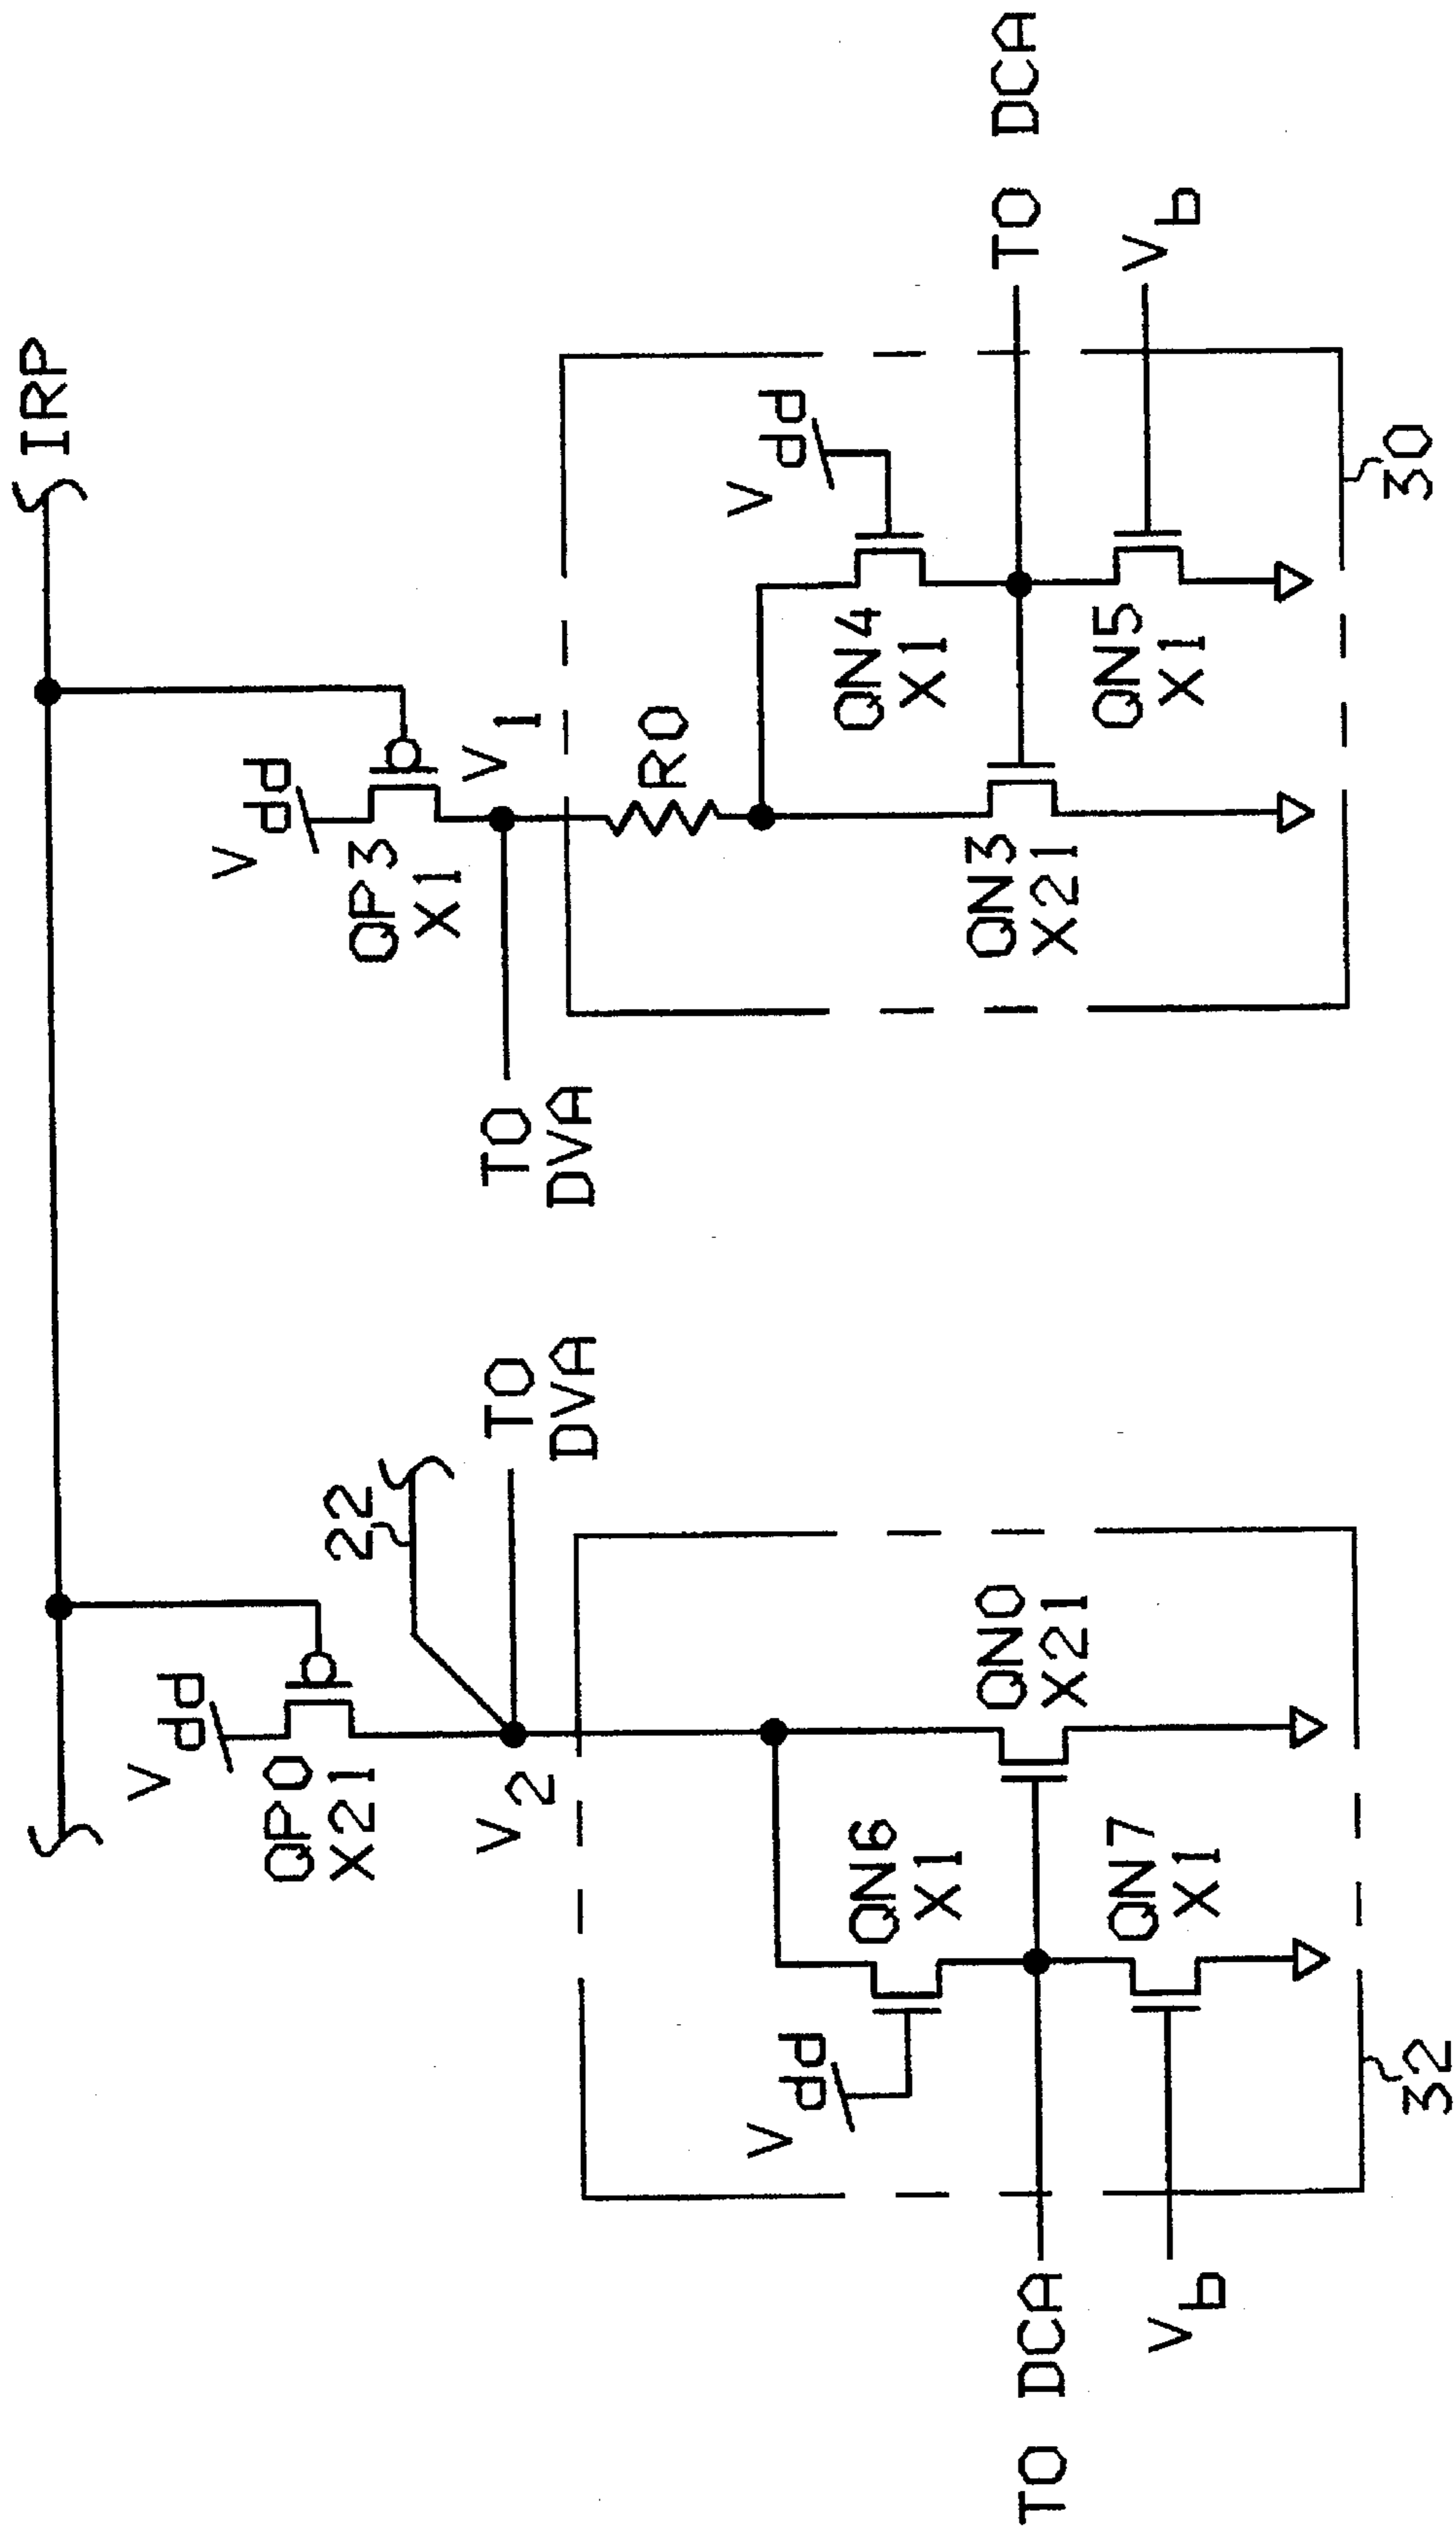 IRP
Vdd
QP0
X21
22
V2
TO
DVA
Vdd
QP3
X1
V1
TO
DVA
R0
Vdd
QN6
X1
QN0
X21
Vdd
QN4
X1
QN3
X21
TO DCA
TO DCA
QN7
X1
Vb
QN5
X1
Vb
32
30